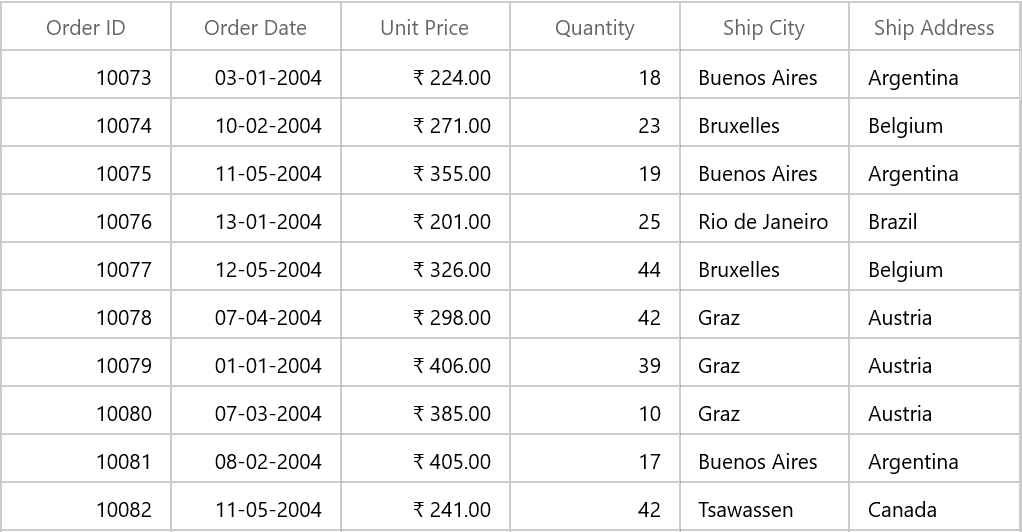 Order ID Order Date Unit Price Quantity Ship City Ship Address
10073 03-01-2004 ₹ 224.00 18 Buenos Aires Argentina
10074 10-02-2004 ₹ 271.00 23 Bruxelles Belgium
10075 11-05-2004 ₹ 355.00 19 Buenos Aires Argentina
10076 13-01-2004 ₹ 201.00 25 Rio de Janeiro Brazil
10077 12-05-2004 ₹ 326.00 44 Bruxelles Belgium
10078 07-04-2004 ₹ 298.00 42 Graz Austria
10079 01-01-2004 ₹ 406.00 39 Graz Austria
10080 07-03-2004 ₹ 385.00 10 Graz Austria
10081 08-02-2004 ₹ 405.00 17 Buenos Aires Argentina
10082 11-05-2004 ₹ 241.00 42 Tsawassen Canada